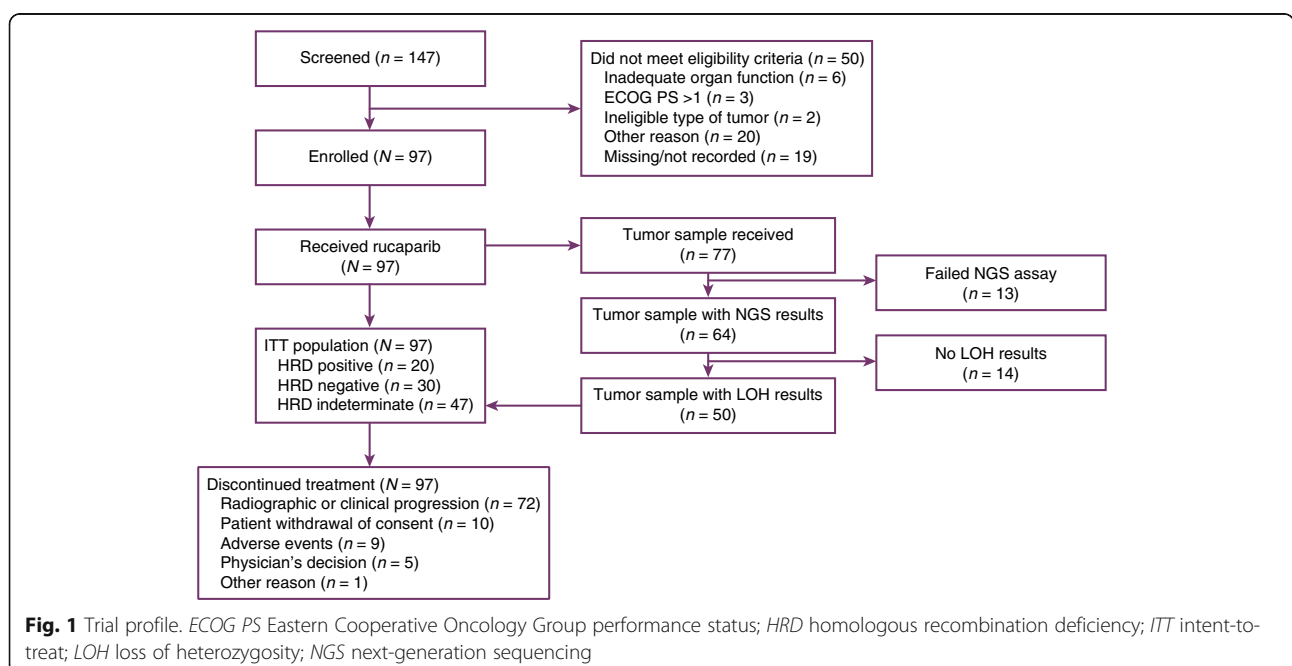 Screened (n = 147)
Did not meet eligibility criteria (n = 50)
Inadequate organ function (n = 6)
ECOG PS >1 (n = 3)
Ineligible type of tumor (n = 2)
Other reason (n = 20)
Missing/not recorded (n = 19)
Enrolled (N = 97)
Received rucaparib
(N = 97)
Tumor sample received
(n = 77)
Failed NGS assay
(n = 13)
Tumor sample with NGS results
(n = 64)
No LOH results
(n = 14)
Tumor sample with LOH results
(n = 50)
ITT population (N = 97)
HRD positive (n = 20)
HRD negative (n = 30)
HRD indeterminate (n = 47)
Discontinued treatment (N = 97)
Radiographic or clinical progression (n = 72)
Patient withdrawal of consent (n = 10)
Adverse events (n = 9)
Physician’s decision (n = 5)
Other reason (n = 1)
Fig. 1 Trial profile. ECOG PS Eastern Cooperative Oncology Group performance status; HRD homologous recombination deficiency; ITT intent-to-
treat; LOH loss of heterozygosity; NGS next-generation sequencing